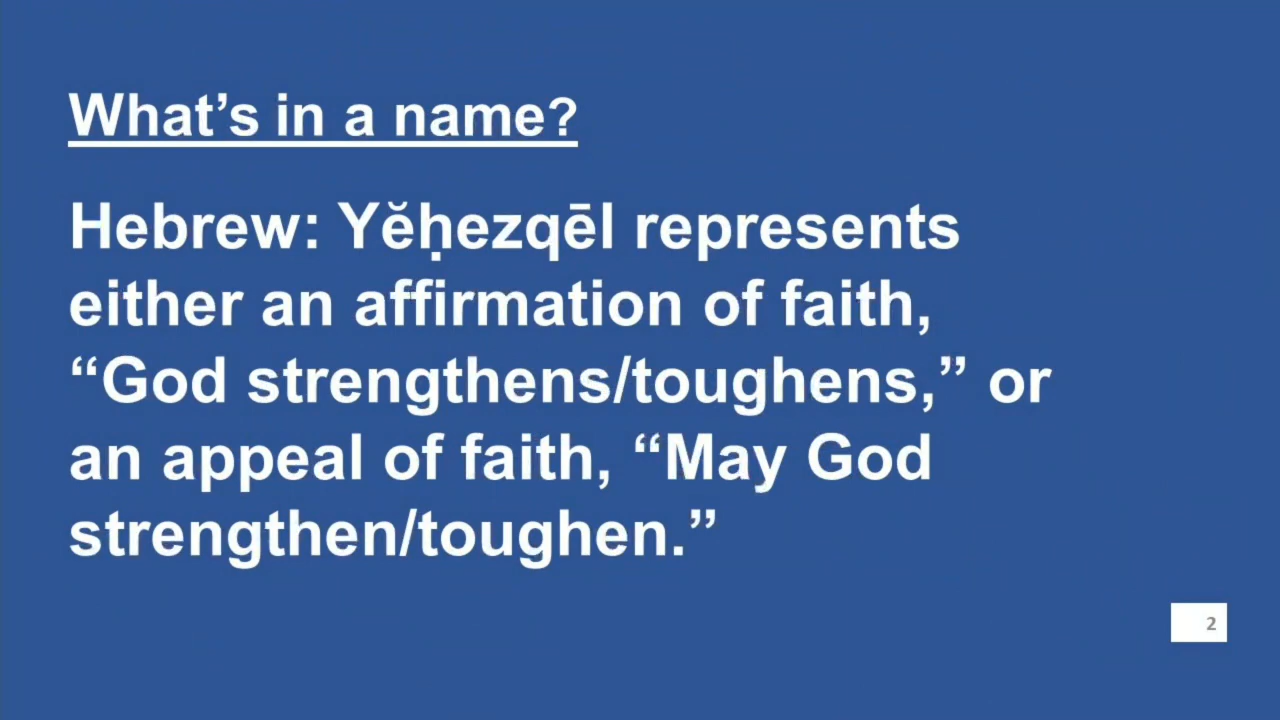 What’s in a name?
Hebrew: Yĕḥezqēl represents
either an affirmation of faith,
“God strengthens/toughens,” or
an appeal of faith, “May God
strengthen/toughen.”
2